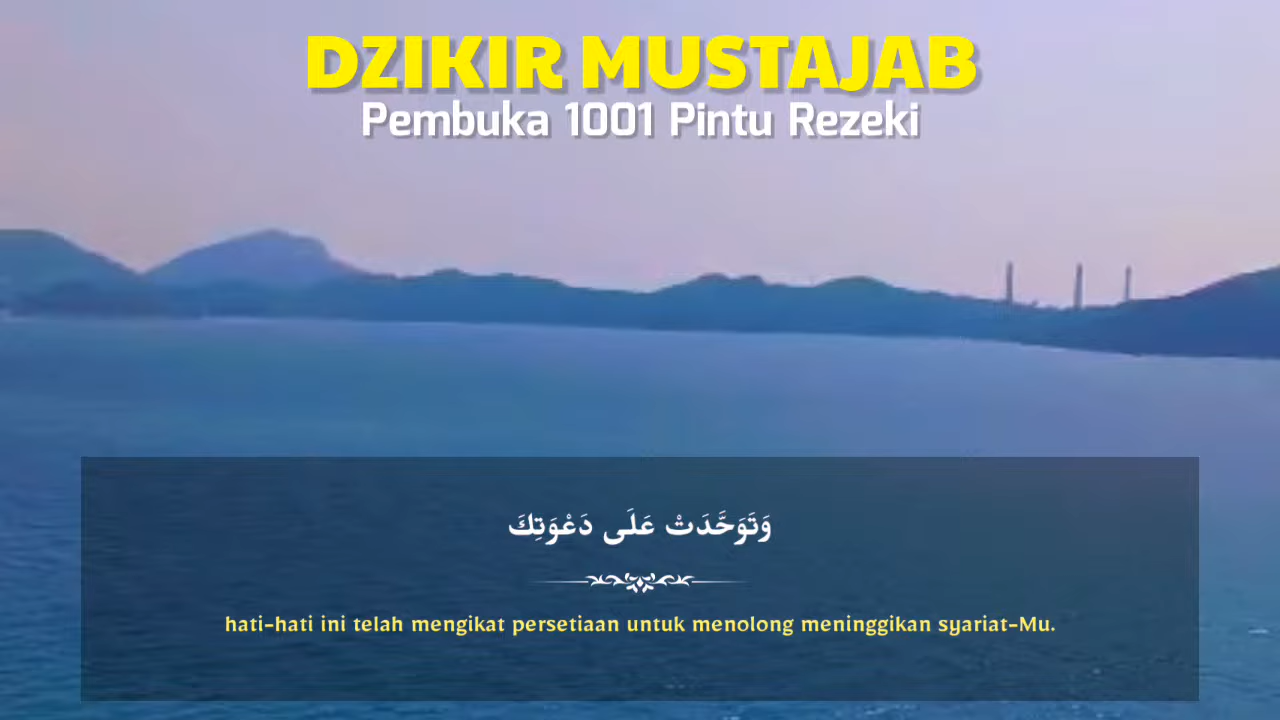 DZIKIR MUSTAJAB
Pembuka 1001 Pintu Rezeki
وَتَوَحَّدَتْ عَلَى دَعْوَتِكَ
hati-hati ini telah mengikat persetiaan untuk menolong meninggikan syariat-Mu.